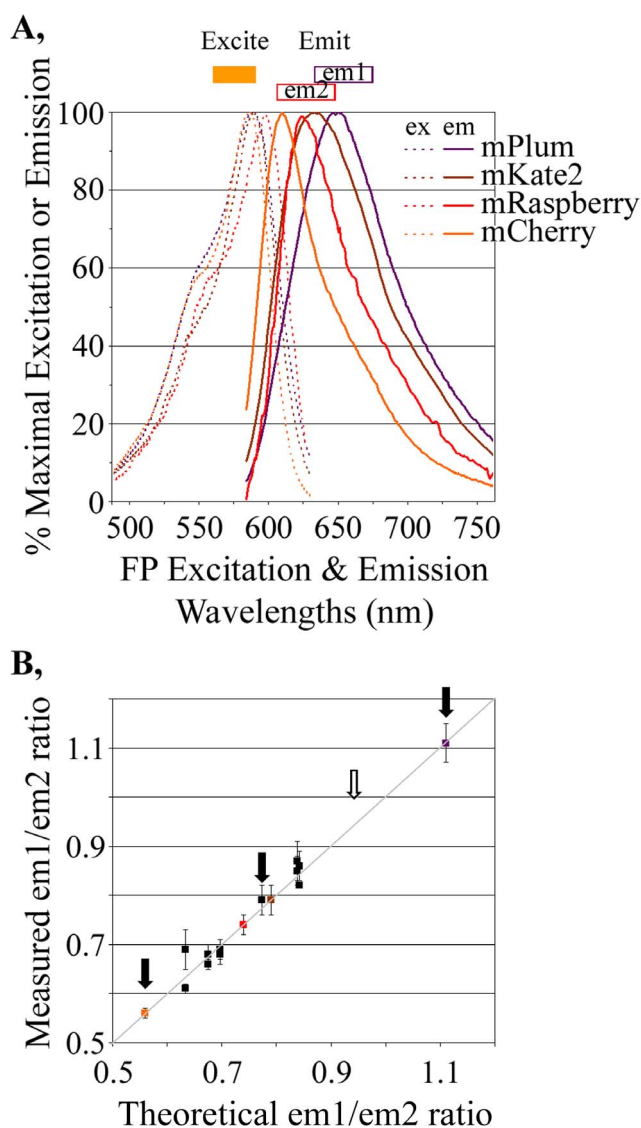 A,
Excite Emit
em1
em2
% Maximal Excitation or Emission
100
80
60
40
20
0
ex em
mPlum
mKate2
mRaspberry
mCherry
500 550 600 650 700 750
FP Excitation & Emission
Wavelengths (nm)
B,
Measured em1/em2 ratio
1.1
0.9
0.7
0.5
0.5 0.7 0.9 1.1
Theoretical em1/em2 ratio